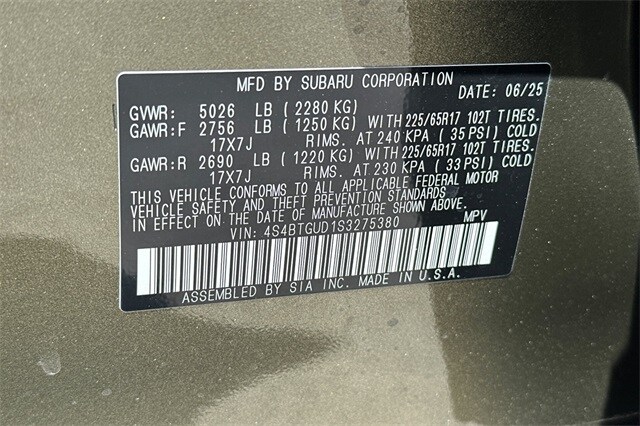 MFD BY SUBARU CORPORATION DATE: 06/25
GVWR: 5026 LB (2280 KG)
GAWR:F 2756 LB (1250 KG) WITH 225/65R17 102T TIRES.
17X7J RIMS. AT 240 KPA (35 PSI) COLD
GAWR:R 2690 LB (1220 KG) WITH 225/65R17 102T TIRES.
17X7J RIMS. AT 230 KPA (33 PSI) COLD
THIS VEHICLE CONFORMS TO ALL APPLICABLE FEDERAL MOTOR
VEHICLE SAFETY AND THEFT PREVENTION STANDARDS
IN EFFECT ON THE DATE OF MANUFACTURE SHOWN ABOVE.
VIN: 4S4BTGUD1S3275380 MPV
ASSEMBLED BY SIA INC. MADE IN U.S.A.